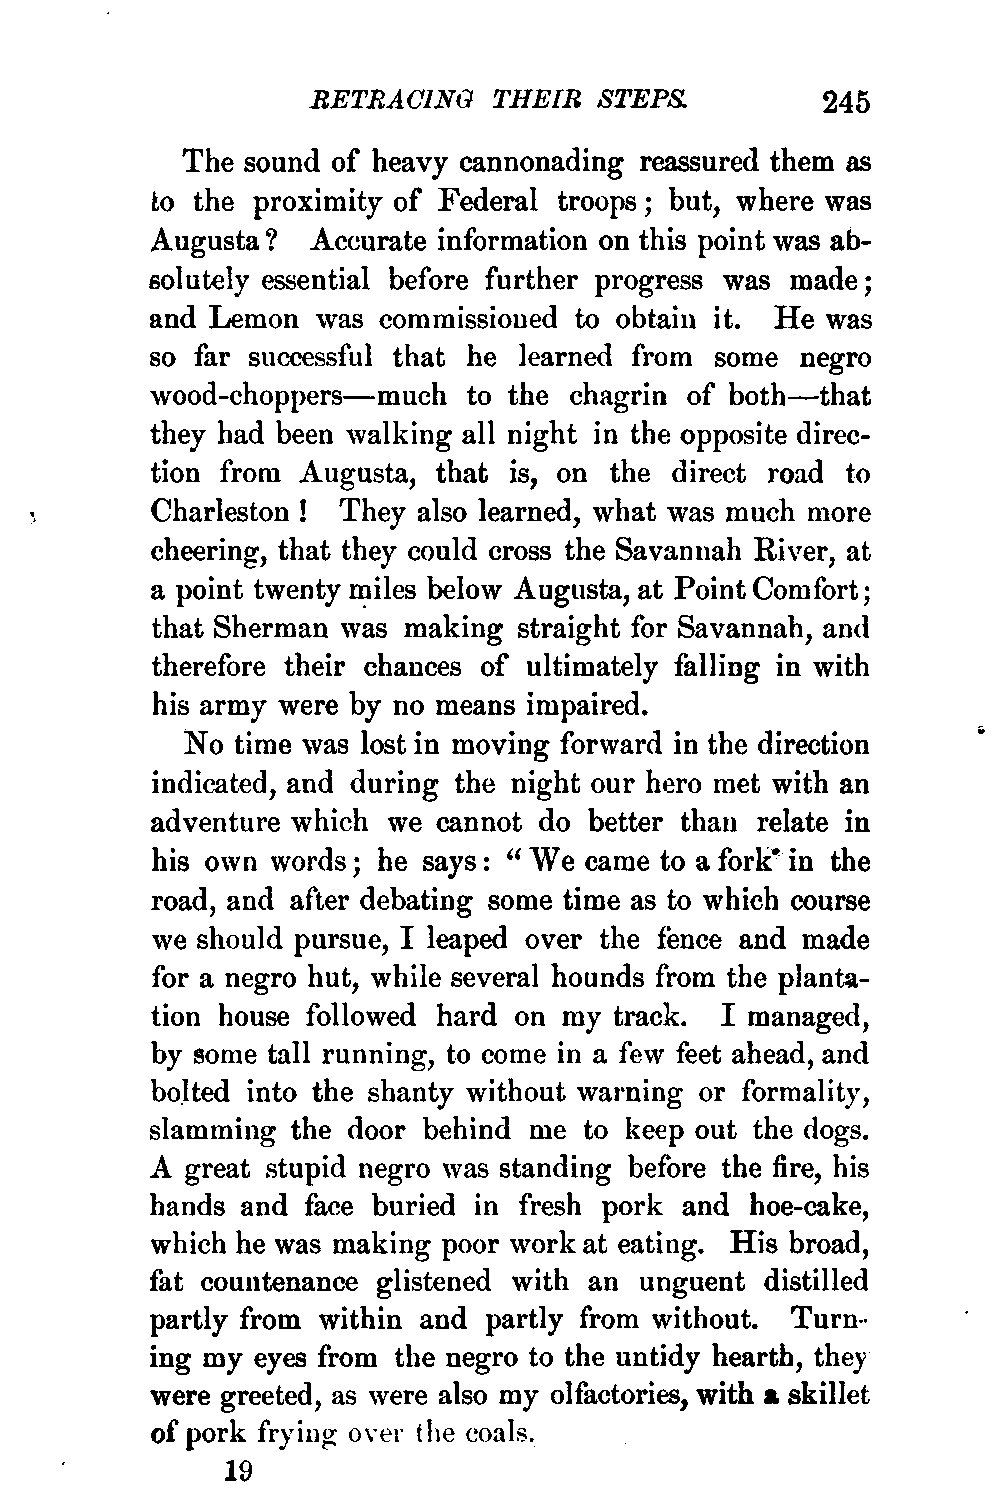 RETRACING THEIR STEPS. 245
The sound of heavy cannonading reassured them as
to the proximity of Federal troops; but, where was
Augusta? Accurate information on this point was ab-
solutely essential before further progress was made;
and Lemon was commissioned to obtain it. He was
so far successful that he learned from some negro
wood-choppers—much to the chagrin of both—that
they had been walking all night in the opposite direc-
tion from Augusta, that is, on the direct road to
Charleston! They also learned, what was much more
cheering, that they could cross the Savannah River, at
a point twenty miles below Augusta, at Point Comfort;
that Sherman was making straight for Savannah, and
therefore their chances of ultimately falling in with
his army were by no means impaired.
No time was lost in moving forward in the direction
indicated, and during the night our hero met with an
adventure which we cannot do better than relate in
his own words; he says: “We came to a fork in the
road, and after debating some time as to which course
we should pursue, I leaped over the fence and made
for a negro hut, while several hounds from the planta-
tion house followed hard on my track. I managed,
by some tall running, to come in a few feet ahead, and
bolted into the shanty without warning or formality,
slamming the door behind me to keep out the dogs.
A great stupid negro was standing before the fire, his
hands and face buried in fresh pork and hoe-cake,
which he was making poor work at eating. His broad,
fat countenance glistened with an unguent distilled
partly from within and partly from without. Turn-
ing my eyes from the negro to the untidy hearth, they
were greeted, as were also my olfactories, with a skillet
of pork frying over the coals.
19